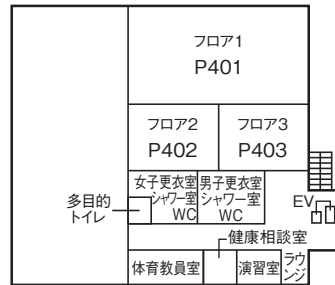 フロア1
P401
フロア2
P402
フロア3
P403
女子更衣室
シャワー室
WC
男子更衣室
シャワー室
WC
多目的
トイレ
EV
健康相談室
体育教員室
演習室
ラウ
ンジ